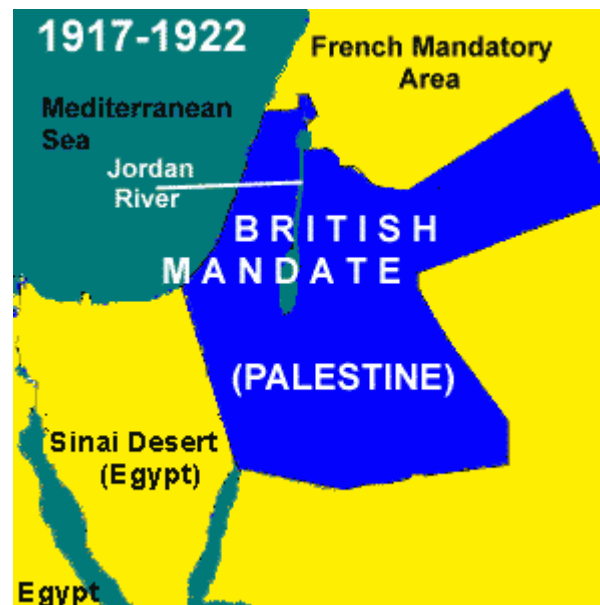 1917-1922
French Mandatory
Area
Mediterranean
Sea
Jordan
River
BRITISH
MANDATE
(PALESTINE)
Sinai Desert
(Egypt)
Egypt